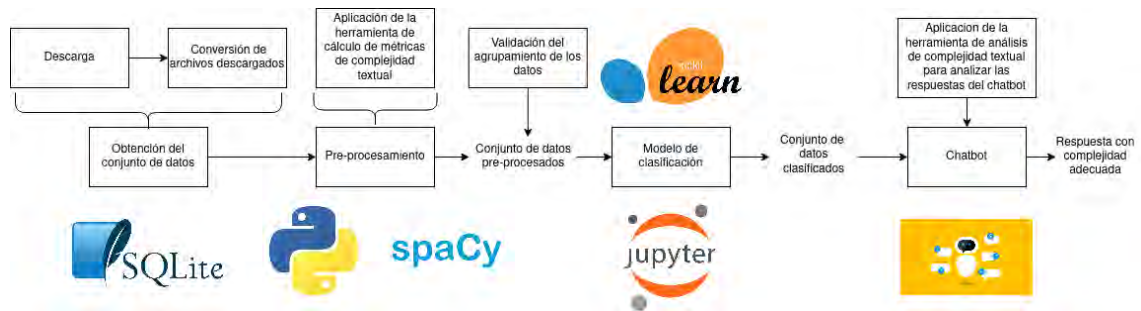 Descarga
Conversión de
archivos descargados
Aplicación de la
herramienta de
cálculo de métricas
de complejidad
textual
Validación del
agrupamiento de los
datos
learn
Aplicacion de la
herramienta de análisis
de complejidad textual
para analizar las
respuestas del chatbot
Obtención del
conjunto de datos
Pre-procesamiento
Conjunto de datos
pre-procesados
Modelo de
clasificación
Conjunto de
datos
clasificados
Chatbot
Respuesta con
complejidad
adecuada
SQLite
spaCy
jupyter